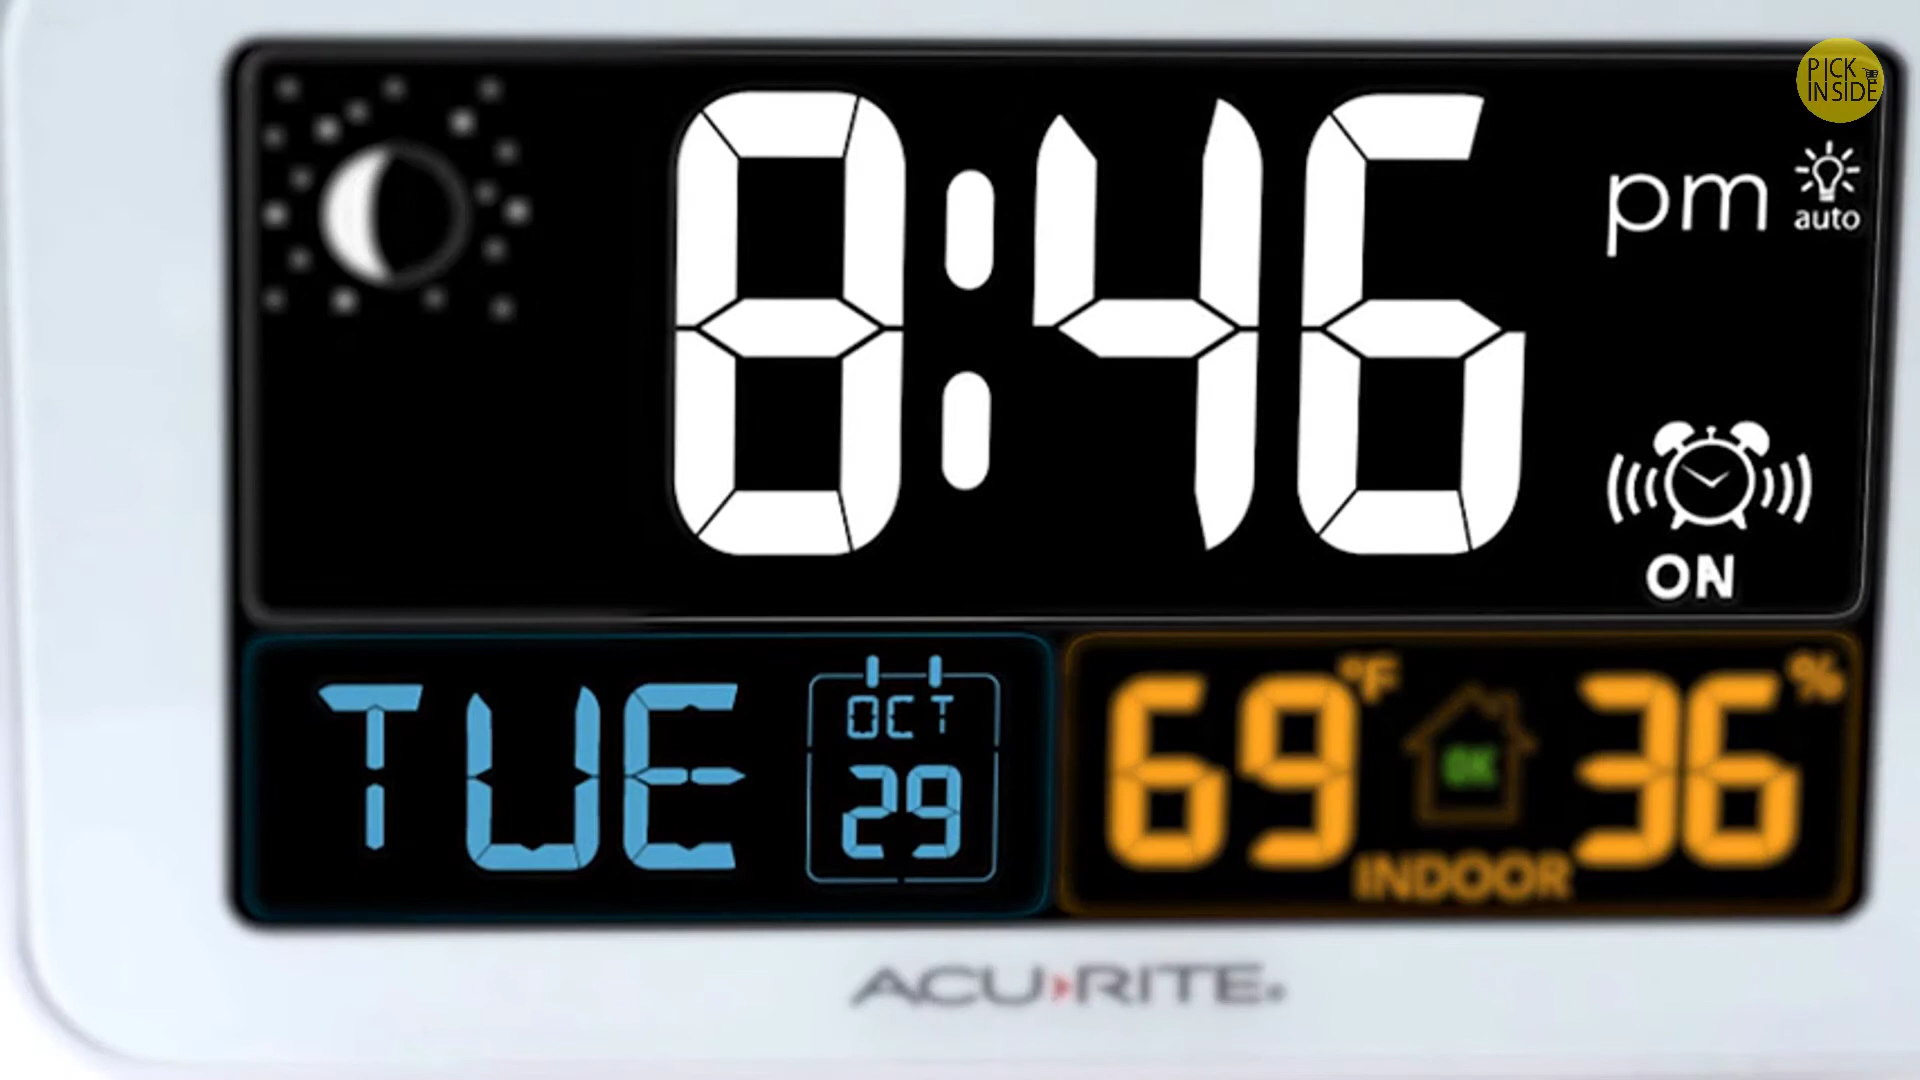 PICK
INSIDE
8:46 pm
auto
ON
TUE
OCT
29
69°F
OK
36%
INDOOR
ACURITE